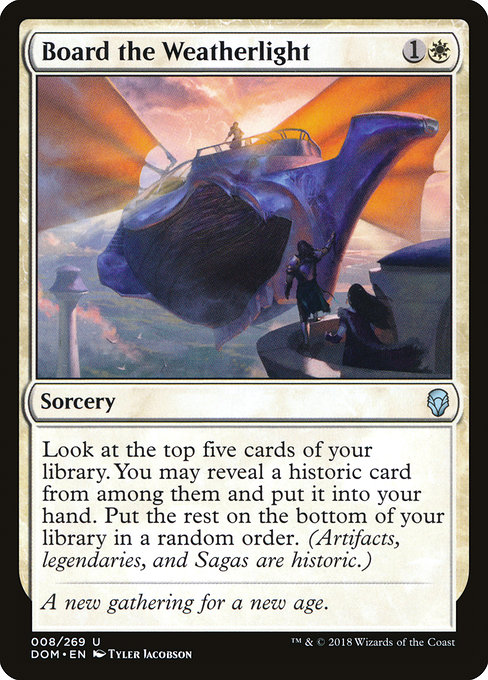 Board the Weatherlight 1
Sorcery
Look at the top five cards of your
library. You may reveal a historic card
from among them and put it into your
hand. Put the rest on the bottom of your
library in a random order. (Artifacts,
legendaries, and Sagas are historic.)
A new gathering for a new age.
008/269 U
™ & © 2018 Wizards of the Coast
DOM • EN Tyler Jacobson